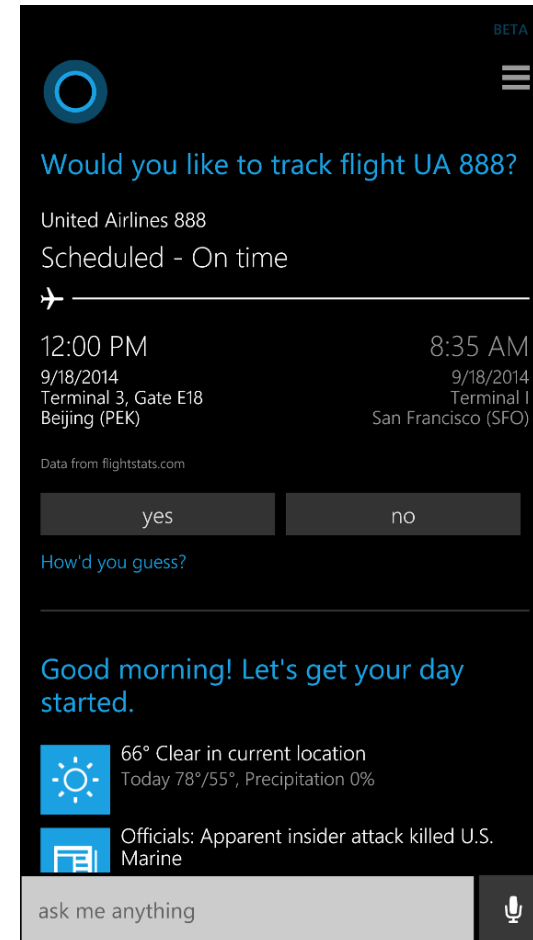 BETA
Would you like to track flight UA 888?
United Airlines 888
Scheduled - On time
12:00 PM 8:35 AM
9/18/2014 9/18/2014
Terminal 3, Gate E18 Terminal I
Beijing (PEK) San Francisco (SFO)
Data from flightstats.com
yes no
How'd you guess?
Good morning! Let's get your day
started.
66° Clear in current location
Today 78°/55°, Precipitation 0%
Officials: Apparent insider attack killed U.S.
Marine
ask me anything